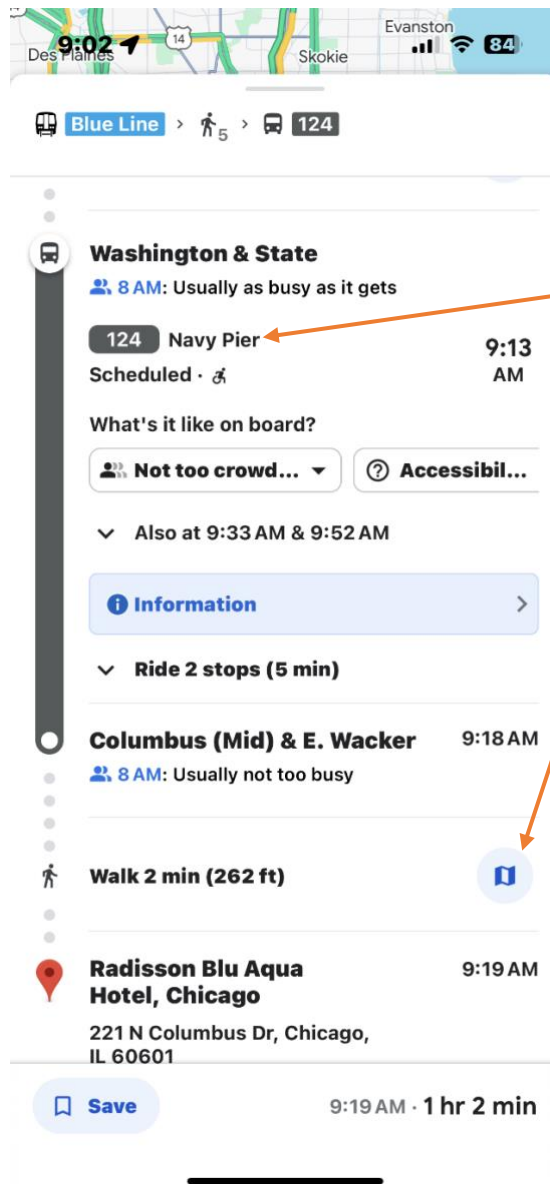 Evanston
Des Plaines
9:02
14
Skokie
84
Blue Line > 5 > 124
Washington & State
8 AM: Usually as busy as it gets
124 Navy Pier
9:13
AM
Scheduled ·
What's it like on board?
Not too crowd...
Accessibil...
Also at 9:33 AM & 9:52 AM
Information
Ride 2 stops (5 min)
Columbus (Mid) & E. Wacker
9:18 AM
8 AM: Usually not too busy
Walk 2 min (262 ft)
Radisson Blu Aqua
Hotel, Chicago
9:19 AM
221 N Columbus Dr, Chicago,
IL 60601
Save
9:19 AM · 1 hr 2 min